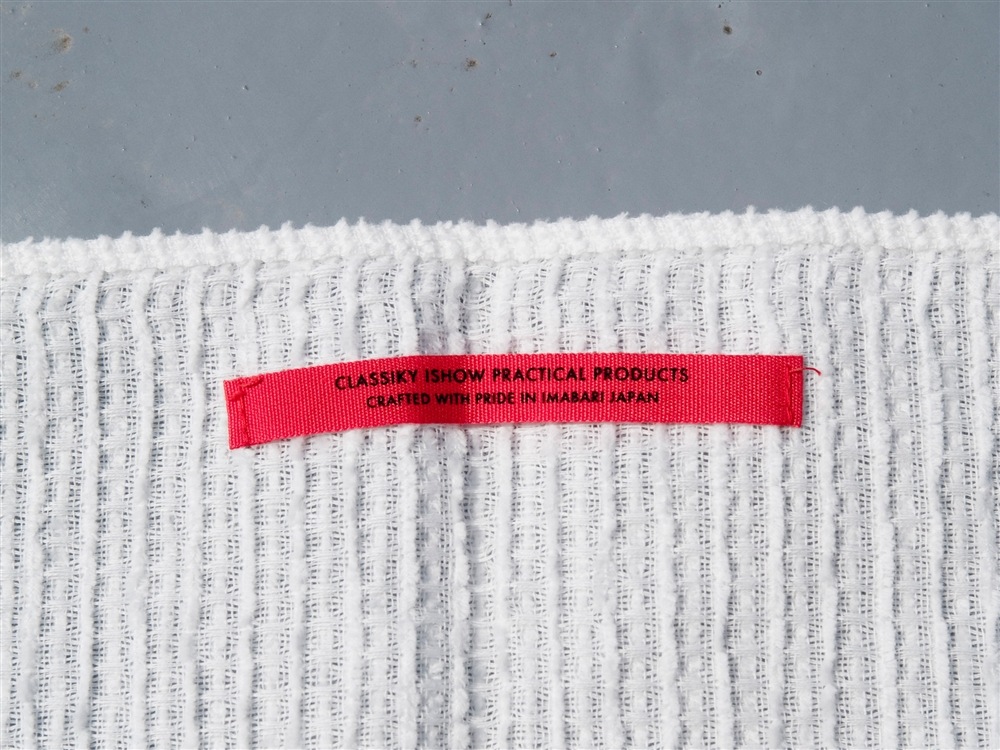 CLASSIKY ISHOW PRACTICAL PRODUCTS
CRAFTED WITH PRIDE IN IMABARI JAPAN